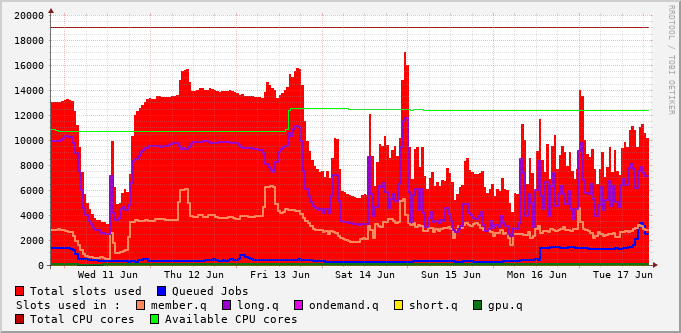 20000
18000
16000
14000
12000
10000
8000
6000
4000
2000
0
Wed 11 Jun Thu 12 Jun Fri 13 Jun Sat 14 Jun Sun 15 Jun Mon 16 Jun Tue 17 Jun
RRDTOOL / TOBI OETIKER
Total slots used Queued Jobs
Slots used in : member.q long.q ondemand.q short.q gpu.q
Total CPU cores Available CPU cores